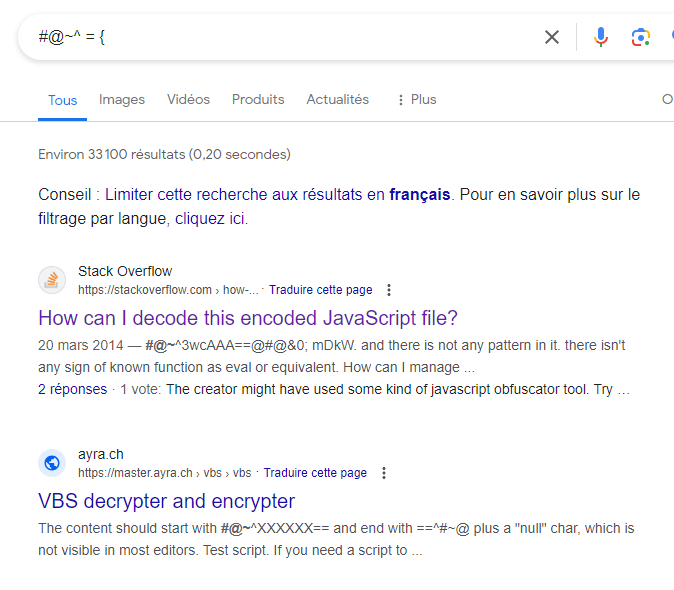 #@~^ = {
Tous Images Vidéos Produits Actualités Plus
Environ 33 100 résultats (0,20 secondes)
Conseil : Limiter cette recherche aux résultats en français. Pour en savoir plus sur le
filtrage par langue, cliquez ici.
Stack Overflow
https://stackoverflow.com › how-... · Traduire cette page
How can I decode this encoded JavaScript file?
20 mars 2014 — #@~^3wcAAA==@#@&0; mDkW. and there is not any pattern in it. there isn't
any sign of known function as eval or equivalent. How can I manage ...
2 réponses · 1 vote: The creator might have used some kind of javascript obfuscator tool. Try …
ayra.ch
https://master.ayra.ch › vbs › vbs · Traduire cette page
VBS decrypter and encrypter
The content should start with #@~^XXXXXX== and end with ==^#~@ plus a "null" char, which is
not visible in most editors. Test script. If you need a script to ...